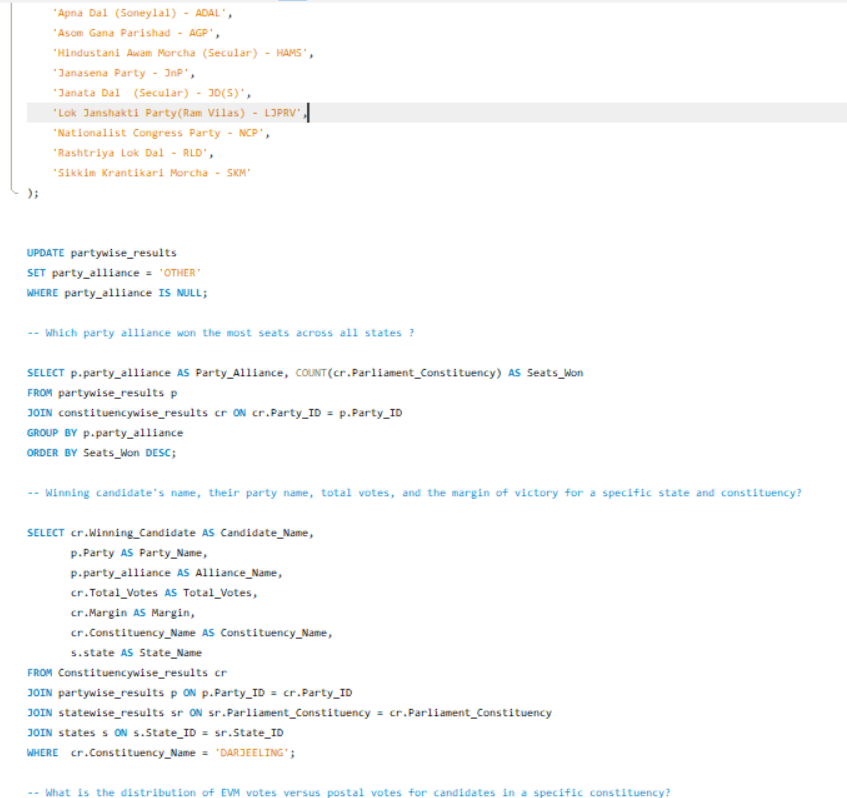 'Apna Dal (Soneylal) - ADAL',
'Asom Gana Parishad - AGP',
'Hindustani Awam Morcha (Secular) - HAMS',
'Janasena Party - JnP',
'Janata Dal  (Secular) - JD(S)',
'Lok Janshakti Party(Ram Vilas) - LJPRV',
'Nationalist Congress Party - NCP',
'Rashtriya Lok Dal - RLD',
'Sikkim Krantikari Morcha - SKM'
);
UPDATE partywise_results
SET party_alliance = 'OTHER'
WHERE party_alliance IS NULL;
-- Which party alliance won the most seats across all states ?
SELECT p.party_alliance AS Party_Alliance, COUNT(cr.Parliament_Constituency) AS Seats_Won
FROM partywise_results p
JOIN constituencywise_results cr ON cr.Party_ID = p.Party_ID
GROUP BY p.party_alliance
ORDER BY Seats_Won DESC;
-- Winning candidate's name, their party name, total votes, and the margin of victory for a specific state and constituency?
SELECT cr.Winning_Candidate AS Candidate_Name,
p.Party AS Party_Name,
p.party_alliance AS Alliance_Name,
cr.Total_Votes AS Total_Votes,
cr.Margin AS Margin,
cr.Constituency_Name AS Constituency_Name,
s.state AS State_Name
FROM Constituencywise_results cr
JOIN partywise_results p ON p.Party_ID = cr.Party_ID
JOIN statewise_results sr ON sr.Parliament_Constituency = cr.Parliament_Constituency
JOIN states s ON s.State_ID = sr.State_ID
WHERE  cr.Constituency_Name = 'DARJEELING';
-- What is the distribution of EVM votes versus postal votes for candidates in a specific constituency?